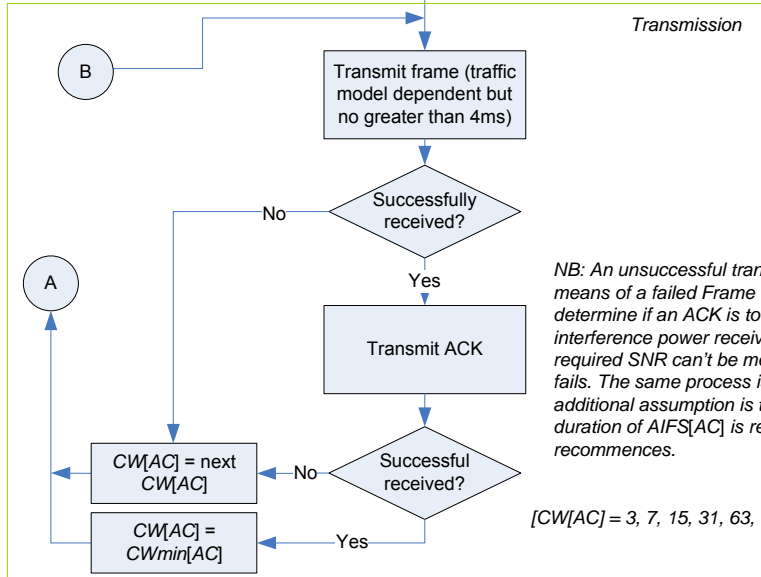 Transmission
B
Transmit frame (traffic
model dependent but
no greater than 4ms)
Successfully
received?
No
Yes
A
NB: An unsuccessful tran
means of a failed Frame
determine if an ACK is to
interference power receiv
required SNR can't be m
fails. The same process i
additional assumption is t
duration of AIFS[AC] is re
recommences.
Transmit ACK
CW[AC] = next
CW[AC]
No
Successful
received?
CW[AC] =
CWmin[AC]
Yes
[CW[AC] = 3, 7, 15, 31, 63,